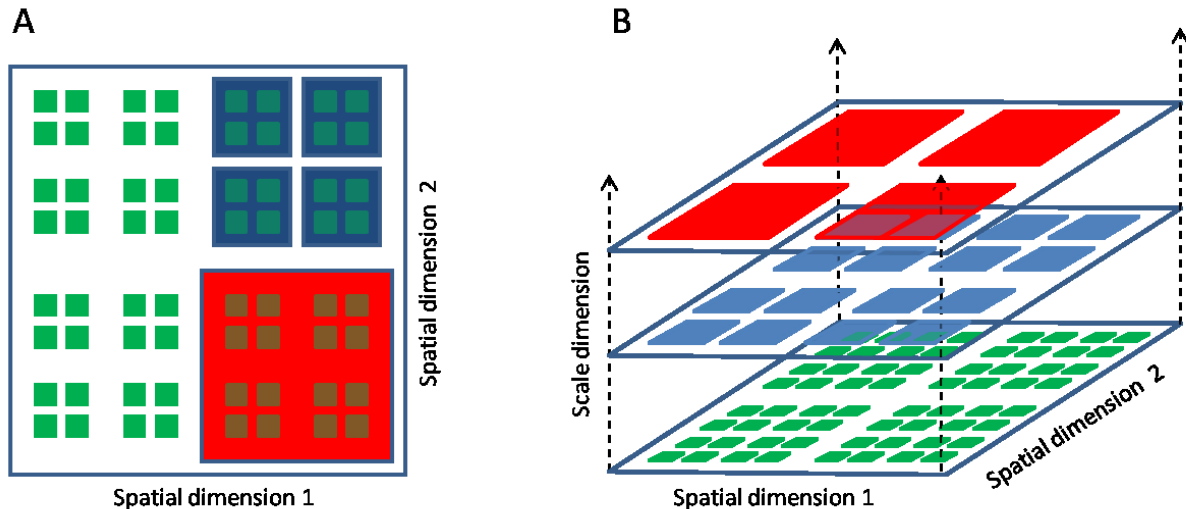 A
B
Spatial dimension 2
Scale dimension
Spatial dimension 2
Spatial dimension 1
Spatial dimension 1